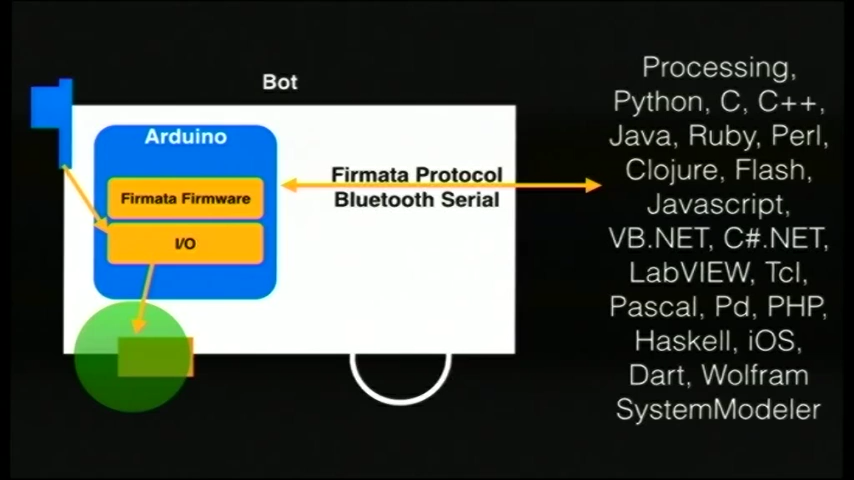 Bot
Arduino
Firmata Firmware
I/O
Firmata Protocol
Bluetooth Serial
Processing,
Python, C, C++,
Java, Ruby, Perl,
Clojure, Flash,
Javascript,
VB.NET, C#.NET,
LabVIEW, Tcl,
Pascal, Pd, PHP,
Haskell, iOS,
Dart, Wolfram
SystemModeler